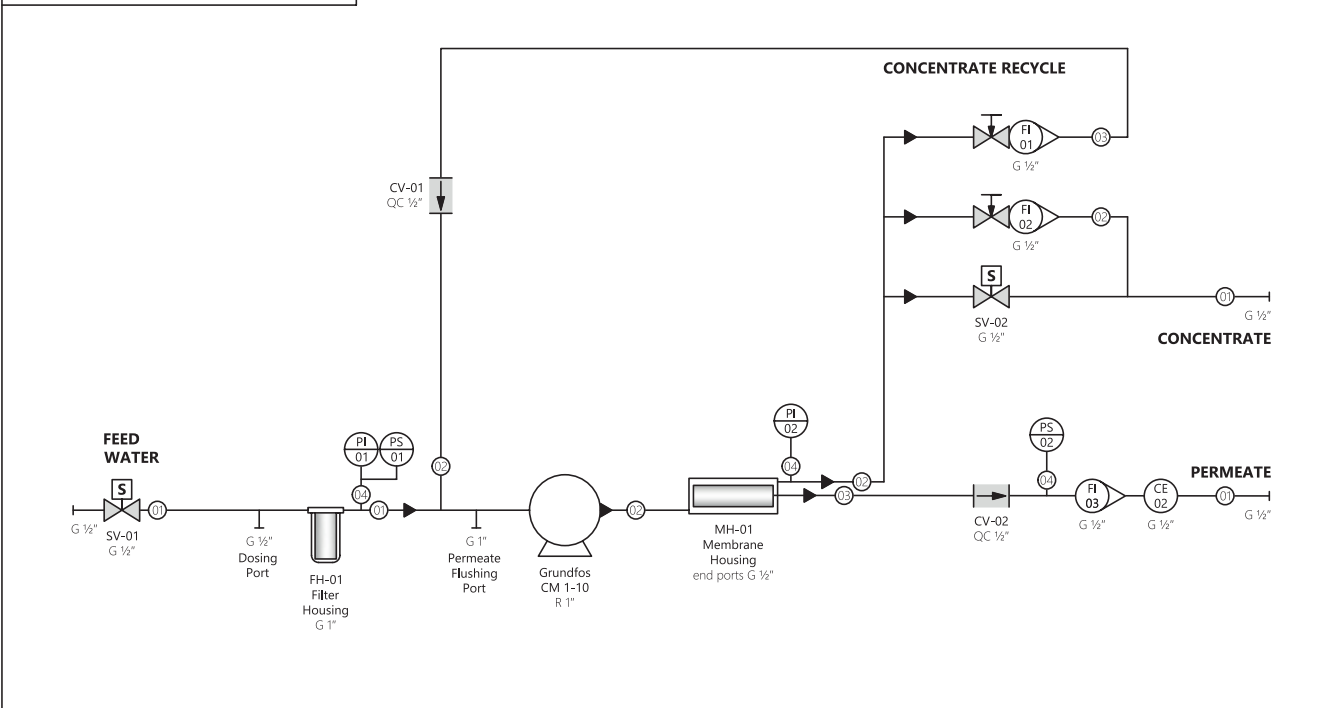 CONCENTRATE RECYCLE
FI
01
03
G ½"
CV-01
QC ½"
FI
02
02
G ½"
S
SV-02
G ½"
01
G ½"
CONCENTRATE
FEED
WATER
S
G ½"
SV-01
G ½"
01
G ½"
Dosing
Port
FH-01
Filter
Housing
G 1"
PI
01
PS
01
04
01
02
G 1"
Permeate
Flushing
Port
Grundfos
CM 1-10
R 1"
02
PI
02
04
02
03
MH-01
Membrane
Housing
end ports G ½"
CV-02
QC ½"
PS
02
04
FI
03
G ½"
CE
02
G ½"
PERMEATE
01
G ½"